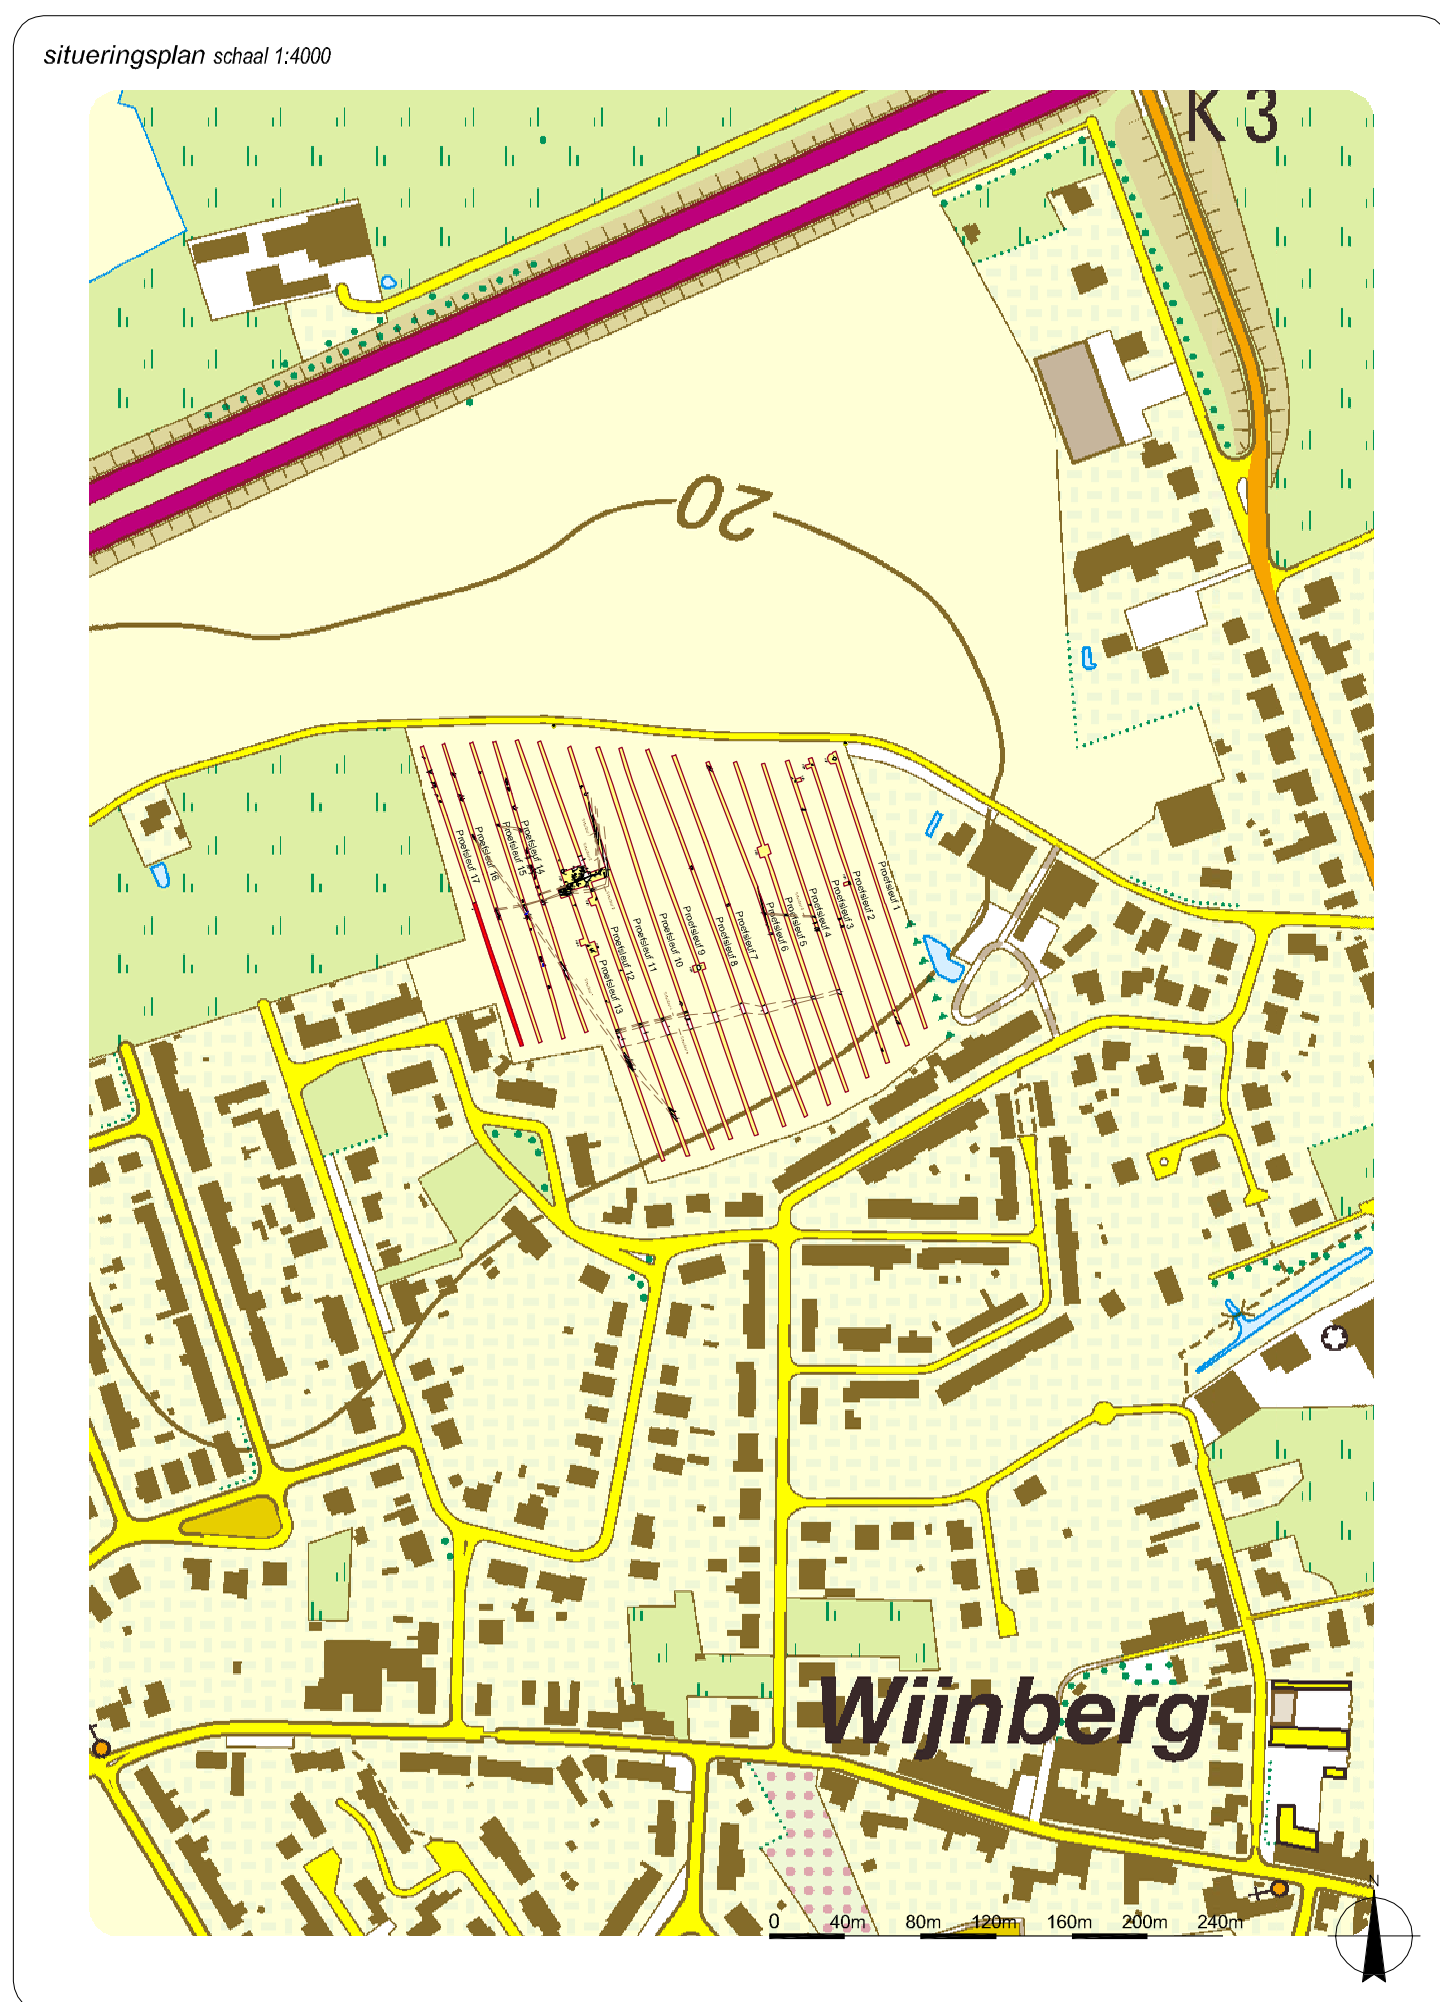 situeringsplan schaal 1:4000
K 3
20
Proefsleuf 17
Proefsleuf 16
Proefsleuf 15
Proefsleuf 14
Proefsleuf 13
Proefsleuf 12
Proefsleuf 11
Proefsleuf 10
Proefsleuf 9
Proefsleuf 8
Proefsleuf 7
Proefsleuf 6
Proefsleuf 5
Proefsleuf 4
Proefsleuf 3
Proefsleuf 2
Proefsleuf 1
Wijnberg
0 40m 80m 120m 160m 200m 240m
N